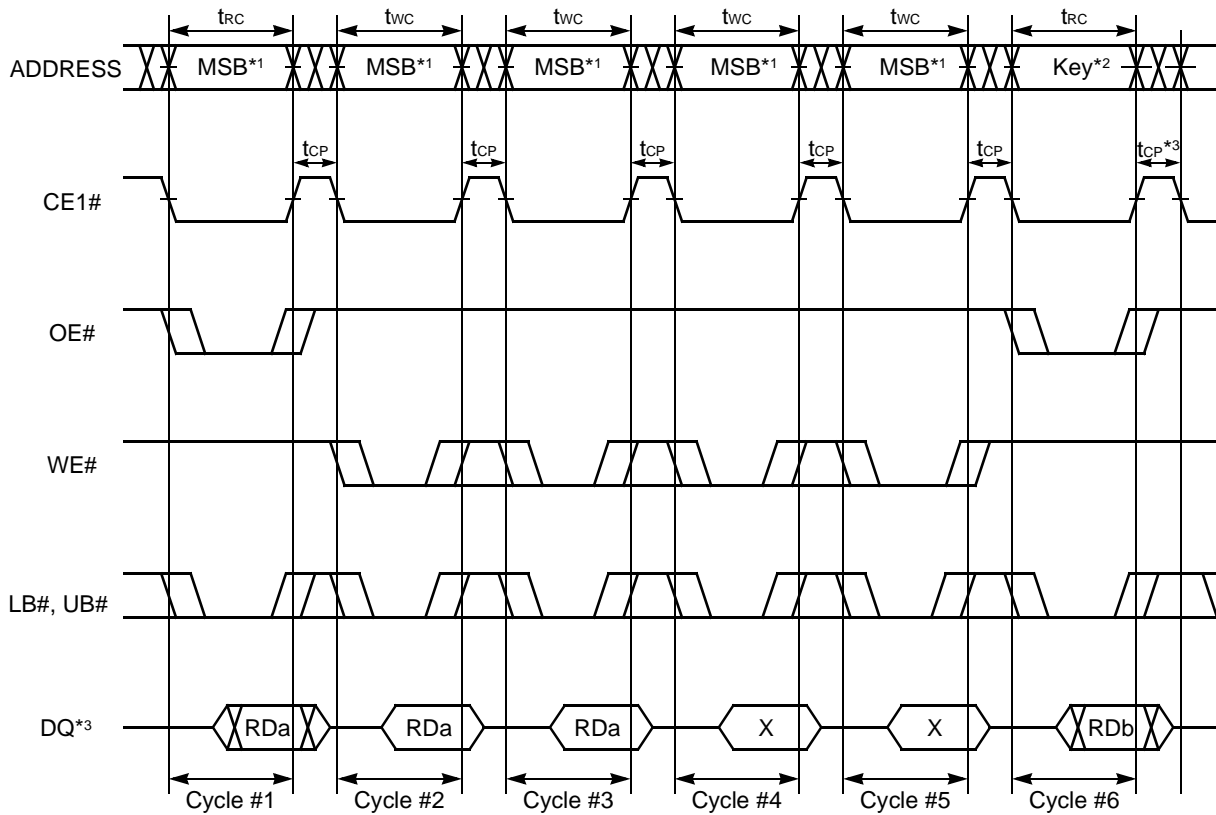 tRC tWC tWC tWC tWC tRC
ADDRESS MSB*1 MSB*1 MSB*1 MSB*1 MSB*1 Key*2
tCP tCP tCP tCP tCP tCP*3
CE1#
OE#
WE#
LB#, UB#
DQ*3 RDa RDa RDa X X RDb
Cycle #1 Cycle #2 Cycle #3 Cycle #4 Cycle #5 Cycle #6